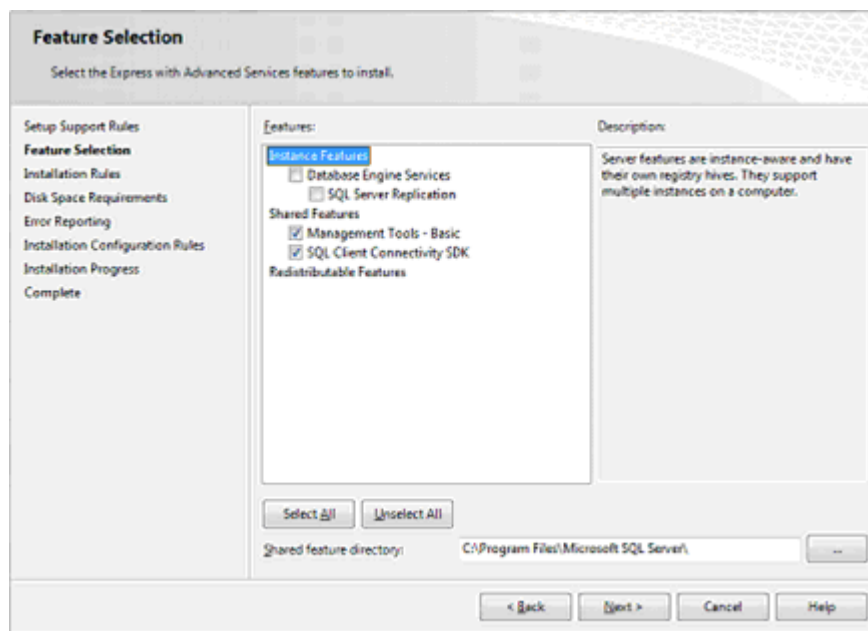 Feature Selection
Select the Express with Advanced Services features to install.
Setup Support Rules
Feature Selection
Installation Rules
Disk Space Requirements
Error Reporting
Installation Configuration Rules
Installation Progress
Complete
Features:
Instance Features
Database Engine Services
SQL Server Replication
Shared Features
Management Tools - Basic
SQL Client Connectivity SDK
Redistributable Features
Description:
Server features are instance-aware and have
their own registry hives. They support
multiple instances on a computer.
Select All
Unselect All
Shared feature directory:
C:\Program Files\Microsoft SQL Server\
...
< Back
Next >
Cancel
Help